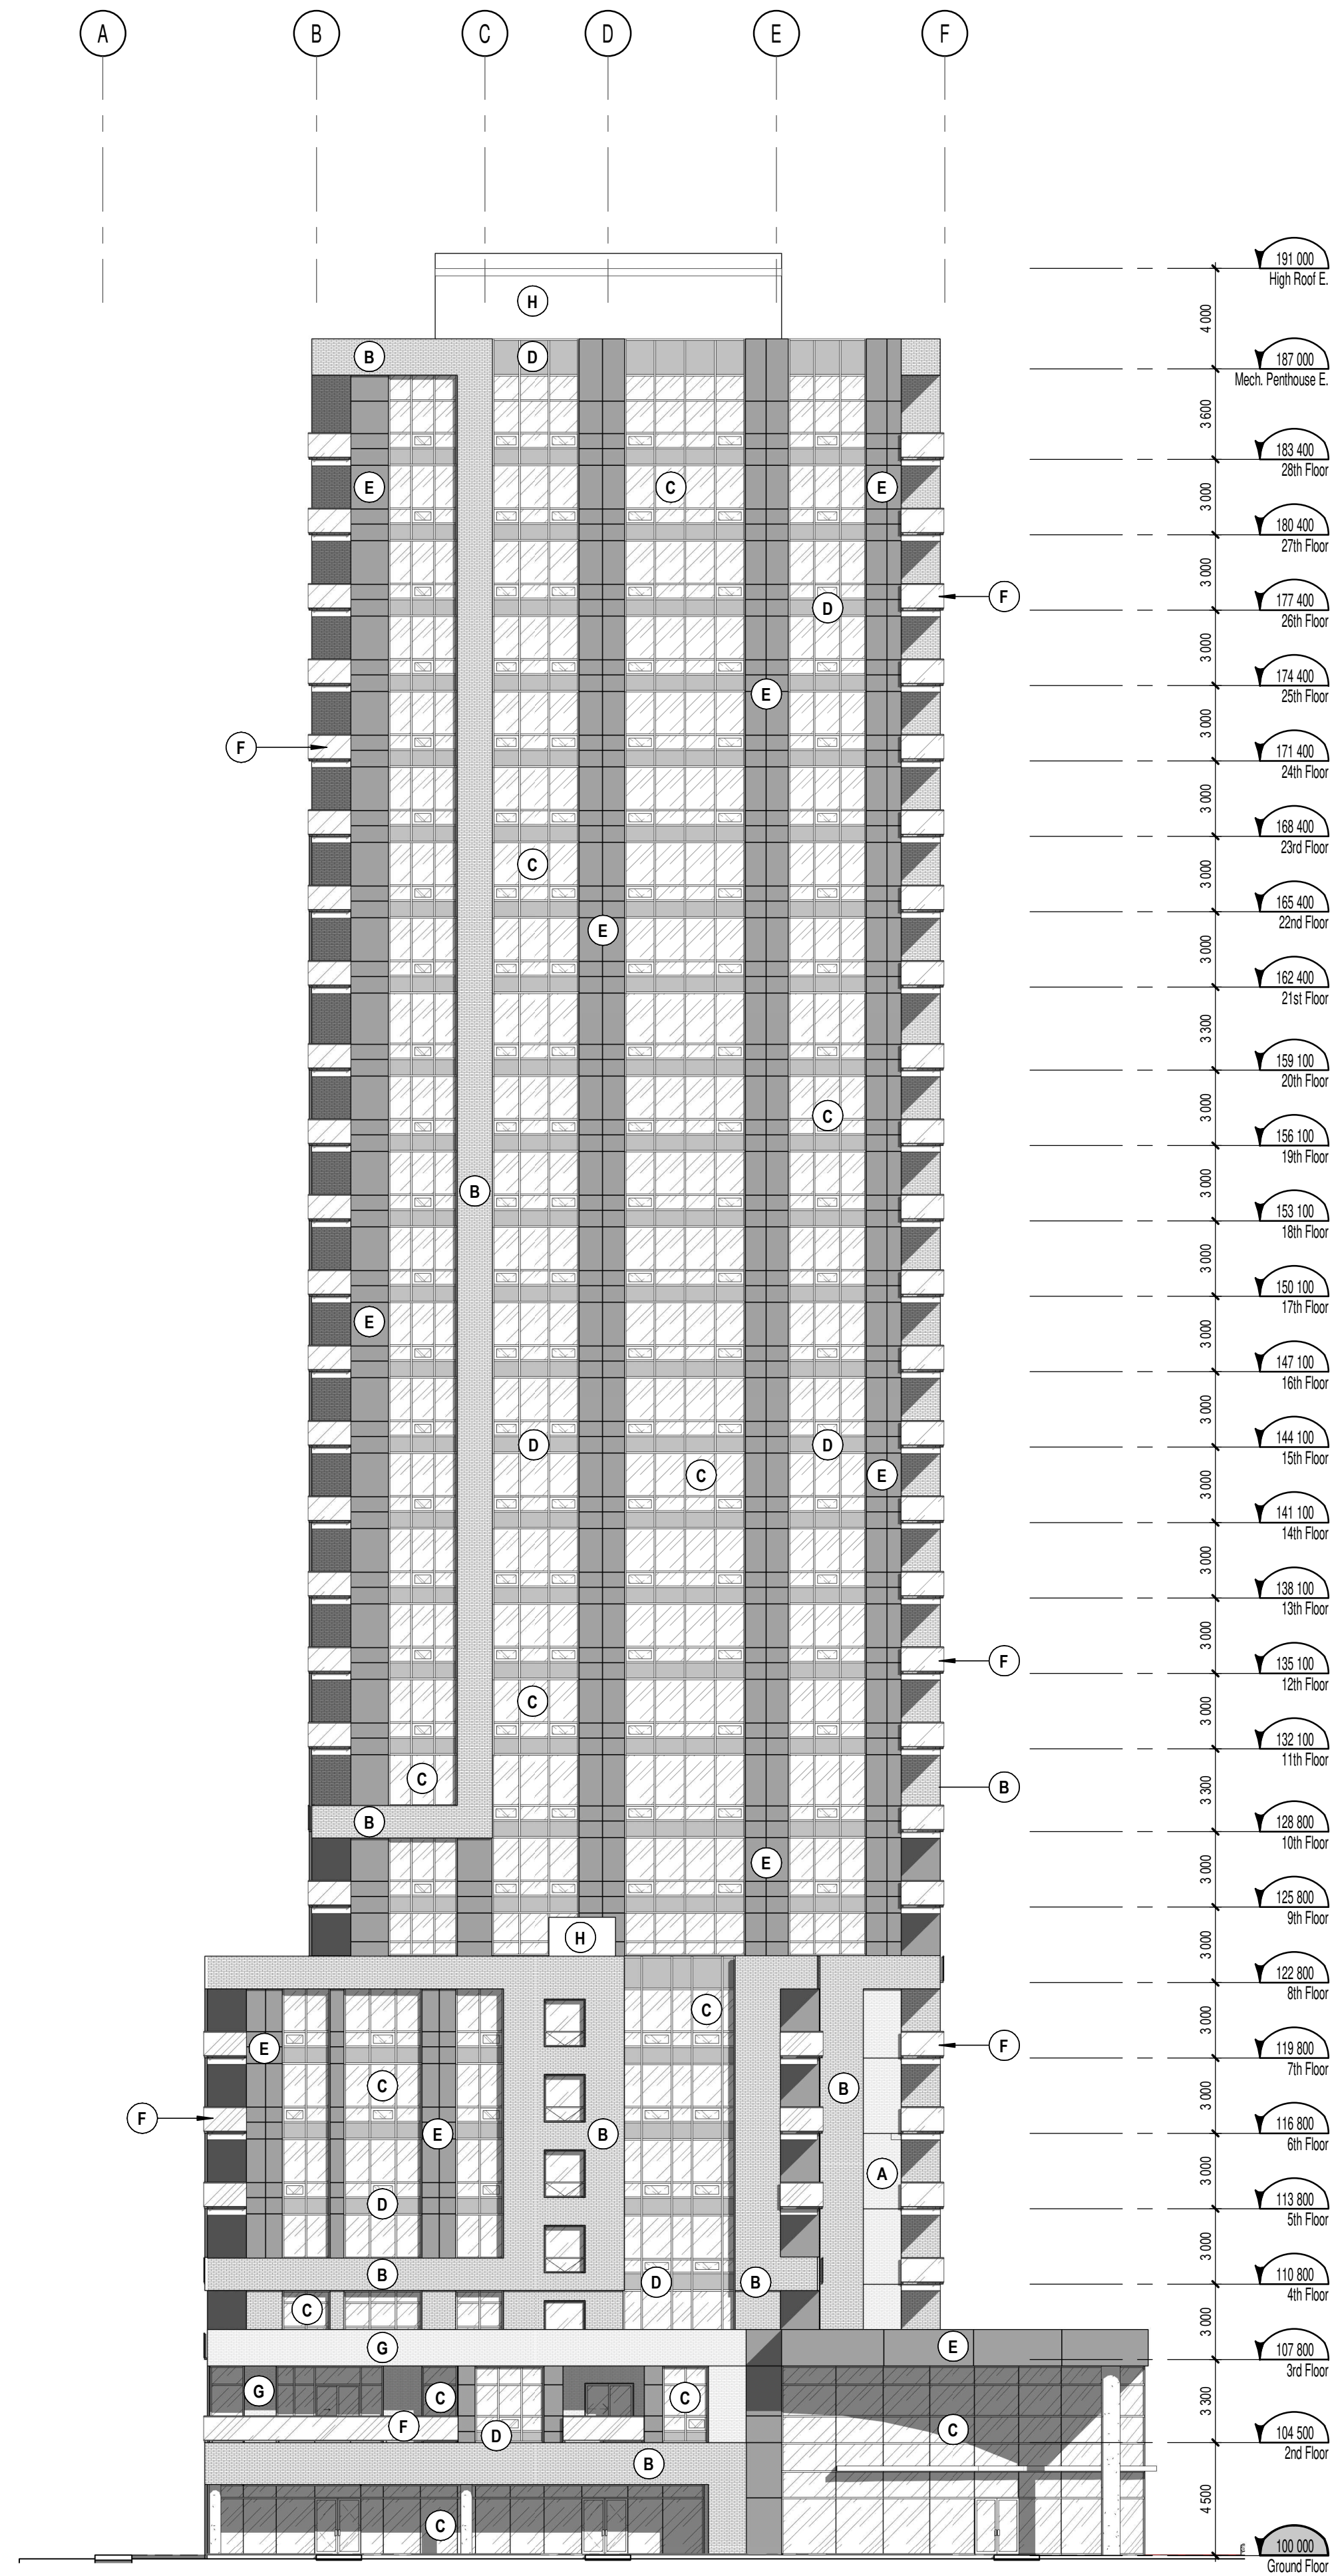 A B C D E F
191 000
High Roof E.
H
4 000
B D
187 000
Mech. Penthouse E.
3 600
183 400
28th Floor
E C E
3 000
180 400
27th Floor
3 000
F
177 400
26th Floor
D
3 000
174 400
25th Floor
E
3 000
F
171 400
24th Floor
3 000
168 400
23rd Floor
C
3 000
165 400
22nd Floor
E
3 000
162 400
21st Floor
3 300
159 100
20th Floor
C
3 000
156 100
19th Floor
B
3 000
153 100
18th Floor
3 000
150 100
17th Floor
E
3 000
147 100
16th Floor
3 000
D D
144 100
15th Floor
C E
3 000
141 100
14th Floor
3 000
138 100
13th Floor
3 000
F
135 100
12th Floor
C
3 000
132 100
11th Floor
C B
3 300
B
128 800
10th Floor
E
3 000
125 800
9th Floor
H
3 000
122 800
8th Floor
C
3 000
E F
119 800
7th Floor
C B
3 000
F E B
116 800
6th Floor
A
3 000
D
113 800
5th Floor
3 000
B D B
110 800
4th Floor
C
3 000
G E
107 800
3rd Floor
G C C
3 300
F D C
104 500
2nd Floor
B
4 500
C
100 000
Ground Floor